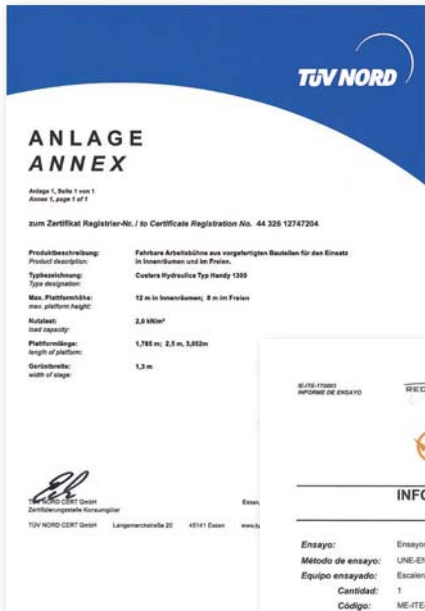 TÜV NORD
ANLAGE
ANNEX
Anlage 1, Seite 1 von 1
Annex 1, page 1 of 1
zum Zertifikat Registrier-Nr. / to Certificate Registration No. 44 326 12747204
Produktbeschreibung: Fahrbare Arbeitsbühne aus vorgefertigten Bauteilen für den Einsatz
Product description: in Innenräumen und im Freien.
Typbezeichnung: Custers Hydraulica Typ Handy 1300
Type designation:
Max. Plattformhöhe: 12 m in Innenräumen; 8 m im Freien
max. platform height:
Nutzlast: 2,0 kN/m²
load capacity:
Plattformlänge: 1,785 m; 2,5 m, 3,052m
length of platform:
Gerüstbreite: 1,3 m
width of stage:
TÜV NORD CERT GmbH Essen,
Zertifizierungsstelle Konsumgüter
TÜV NORD CERT GmbH Langemarckstraße 20 45141 Essen
IE-ITE-170003
INFORME DE ENSAYO
RED
INFO
Ensayo: Ensayos
Método de ensayo: UNE-EN
Equipo ensayado: Escalera
Cantidad: 1
Código: ME-ITE